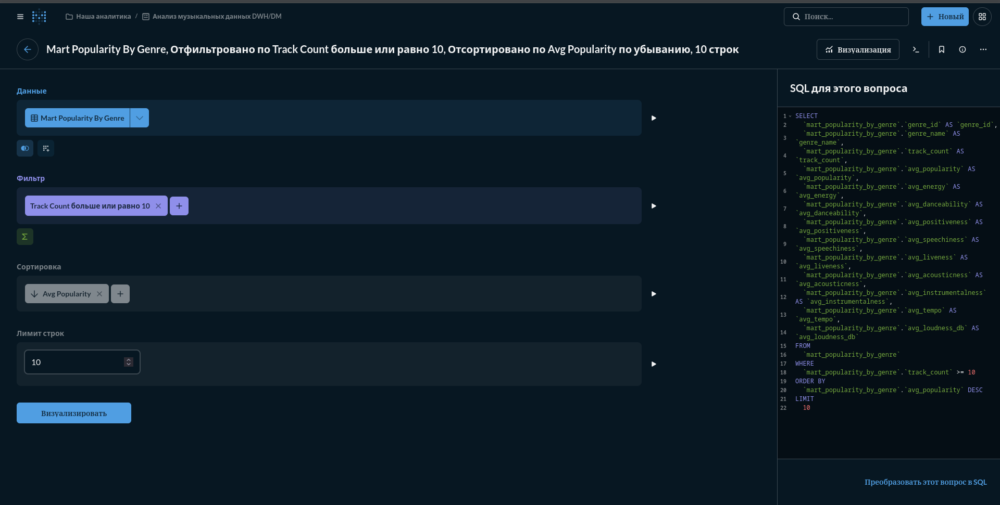 Наша аналитика / Анализ музыкальных данных DWH/DM
Поиск...
Новый
Mart Popularity By Genre, Отфильтровано по Track Count больше или равно 10, Отсортировано по Avg Popularity по убыванию, 10 строк
Визуализация
Данные
Mart Popularity By Genre
Фильтр
Track Count больше или равно 10
Сортировка
Avg Popularity
Лимит строк
10
Визуализировать
SQL для этого вопроса
1 SELECT
2 `mart_popularity_by_genre`.`genre_id` AS `genre_id`,
3 `mart_popularity_by_genre`.`genre_name` AS
`genre_name`,
4 `mart_popularity_by_genre`.`track_count` AS
`track_count`,
5 `mart_popularity_by_genre`.`avg_popularity` AS
`avg_popularity`,
6 `mart_popularity_by_genre`.`avg_energy` AS
`avg_energy`,
7 `mart_popularity_by_genre`.`avg_danceability` AS
`avg_danceability`,
8 `mart_popularity_by_genre`.`avg_positiveness` AS
`avg_positiveness`,
9 `mart_popularity_by_genre`.`avg_speechiness` AS
`avg_speechiness`,
10 `mart_popularity_by_genre`.`avg_liveness` AS
`avg_liveness`,
11 `mart_popularity_by_genre`.`avg_acousticness` AS
`avg_acousticness`,
12 `mart_popularity_by_genre`.`avg_instrumentalness`
AS `avg_instrumentalness`,
13 `mart_popularity_by_genre`.`avg_tempo` AS
`avg_tempo`,
14 `mart_popularity_by_genre`.`avg_loudness_db` AS
`avg_loudness_db`
15 FROM
16 `mart_popularity_by_genre`
17 WHERE
18 `mart_popularity_by_genre`.`track_count` >= 10
19 ORDER BY
20 `mart_popularity_by_genre`.`avg_popularity` DESC
21 LIMIT
22 10
Преобразовать этот вопрос в SQL